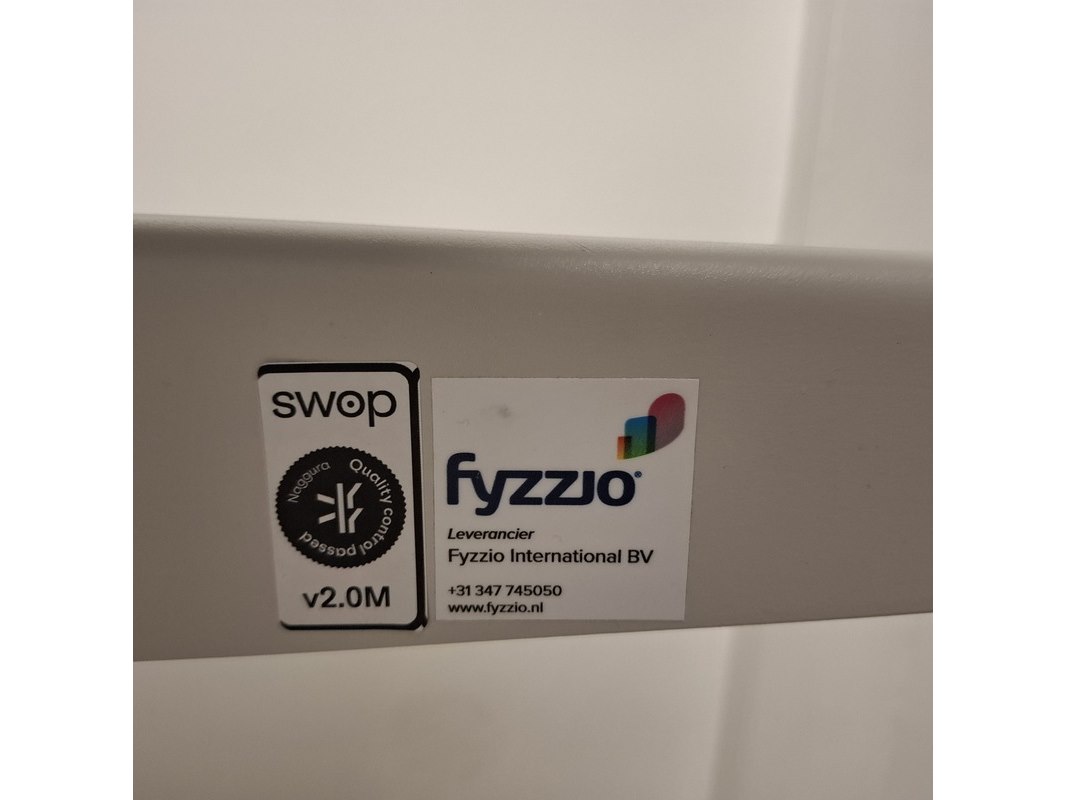 swop
Naggura
Quality control passed
v2.0M
fyzzio®
Leverancier
Fyzzio International BV
+31 347 745050
www.fyzzio.nl